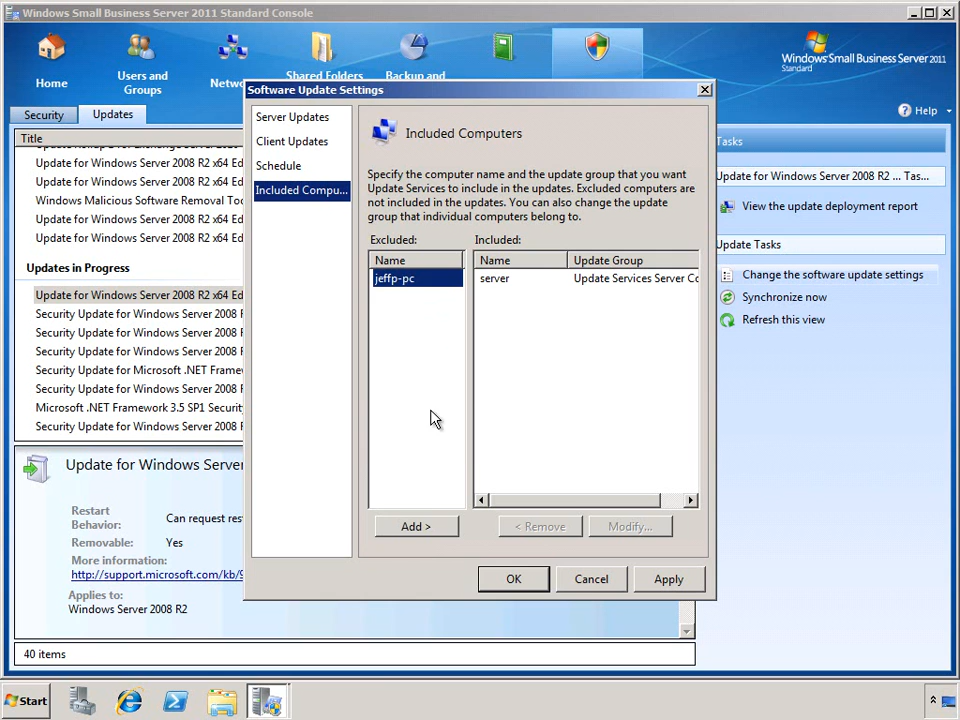 Windows Small Business Server 2011 Standard Console
Home
Users and
Groups
Netw
Shared Folders
Backup and
Windows Small Business Server 2011
Standard
Security
Updates
Help
Title
Update for Windows Server 2008 R2 x64 Ed
Update for Windows Server 2008 R2 x64 Ed
Windows Malicious Software Removal Too
Update for Windows Server 2008 R2 x64 Ed
Update for Windows Server 2008 R2 x64 Ed
Updates in Progress
Update for Windows Server 2008 R2 x64 Ed
Security Update for Windows Server 2008 R
Security Update for Windows Server 2008 R
Security Update for Windows Server 2008 R
Security Update for Microsoft .NET Frame
Security Update for Windows Server 2008 R
Microsoft .NET Framework 3.5 SP1 Securit
Security Update for Windows Server 2008 R
Update for Windows Server
Restart
Behavior:
Can request res
Removable:
Yes
More information:
http://support.microsoft.com/kb/9
Applies to:
Windows Server 2008 R2
40 items
Software Update Settings
Server Updates
Client Updates
Schedule
Included Compu...
Included Computers
Specify the computer name and the update group that you want
Update Services to include in the updates. Excluded computers are
not included in the updates. You can also change the update
group that individual computers belong to.
Excluded:
Included:
Name
Name
Update Group
jeffp-pc
server
Update Services Server Co
Add >
< Remove
Modify...
OK
Cancel
Apply
Tasks
Update for Windows Server 2008 R2 ... Tas...
View the update deployment report
Update Tasks
Change the software update settings
Synchronize now
Refresh this view
Start